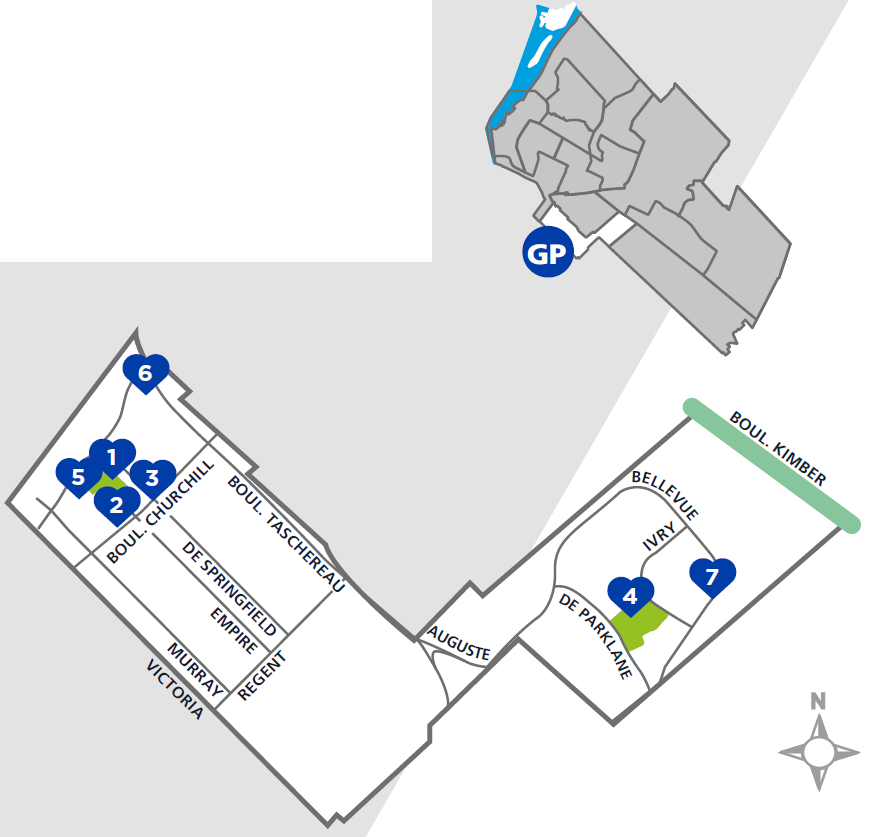 GP
6
BOUL. KIMBER
1
5
3
2
BOUL. CHURCHILL
BOUL. TASCHEREAU
BELLEVUE
IVRY
7
4
DE SPRINGFIELD
EMPIRE
DE PARKLANE
AUGUSTE
MURRAY
REGENT
VICTORIA
N